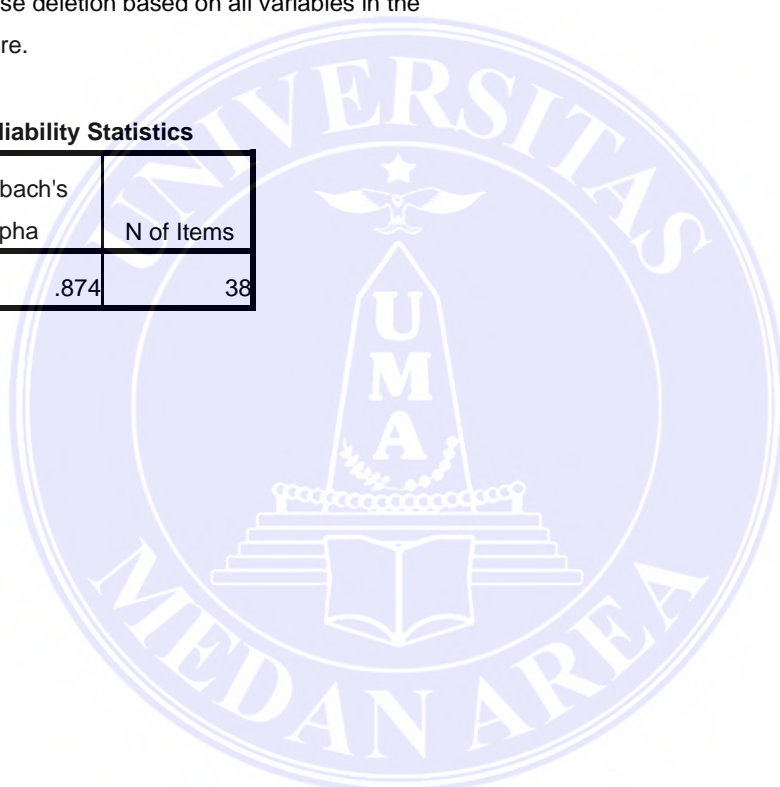 se deletion based on all variables in the
re.
liability Statistics
bach's
pha
N of Items
.874
38
UNIVERSITAS
UMA
MEDAN AREA